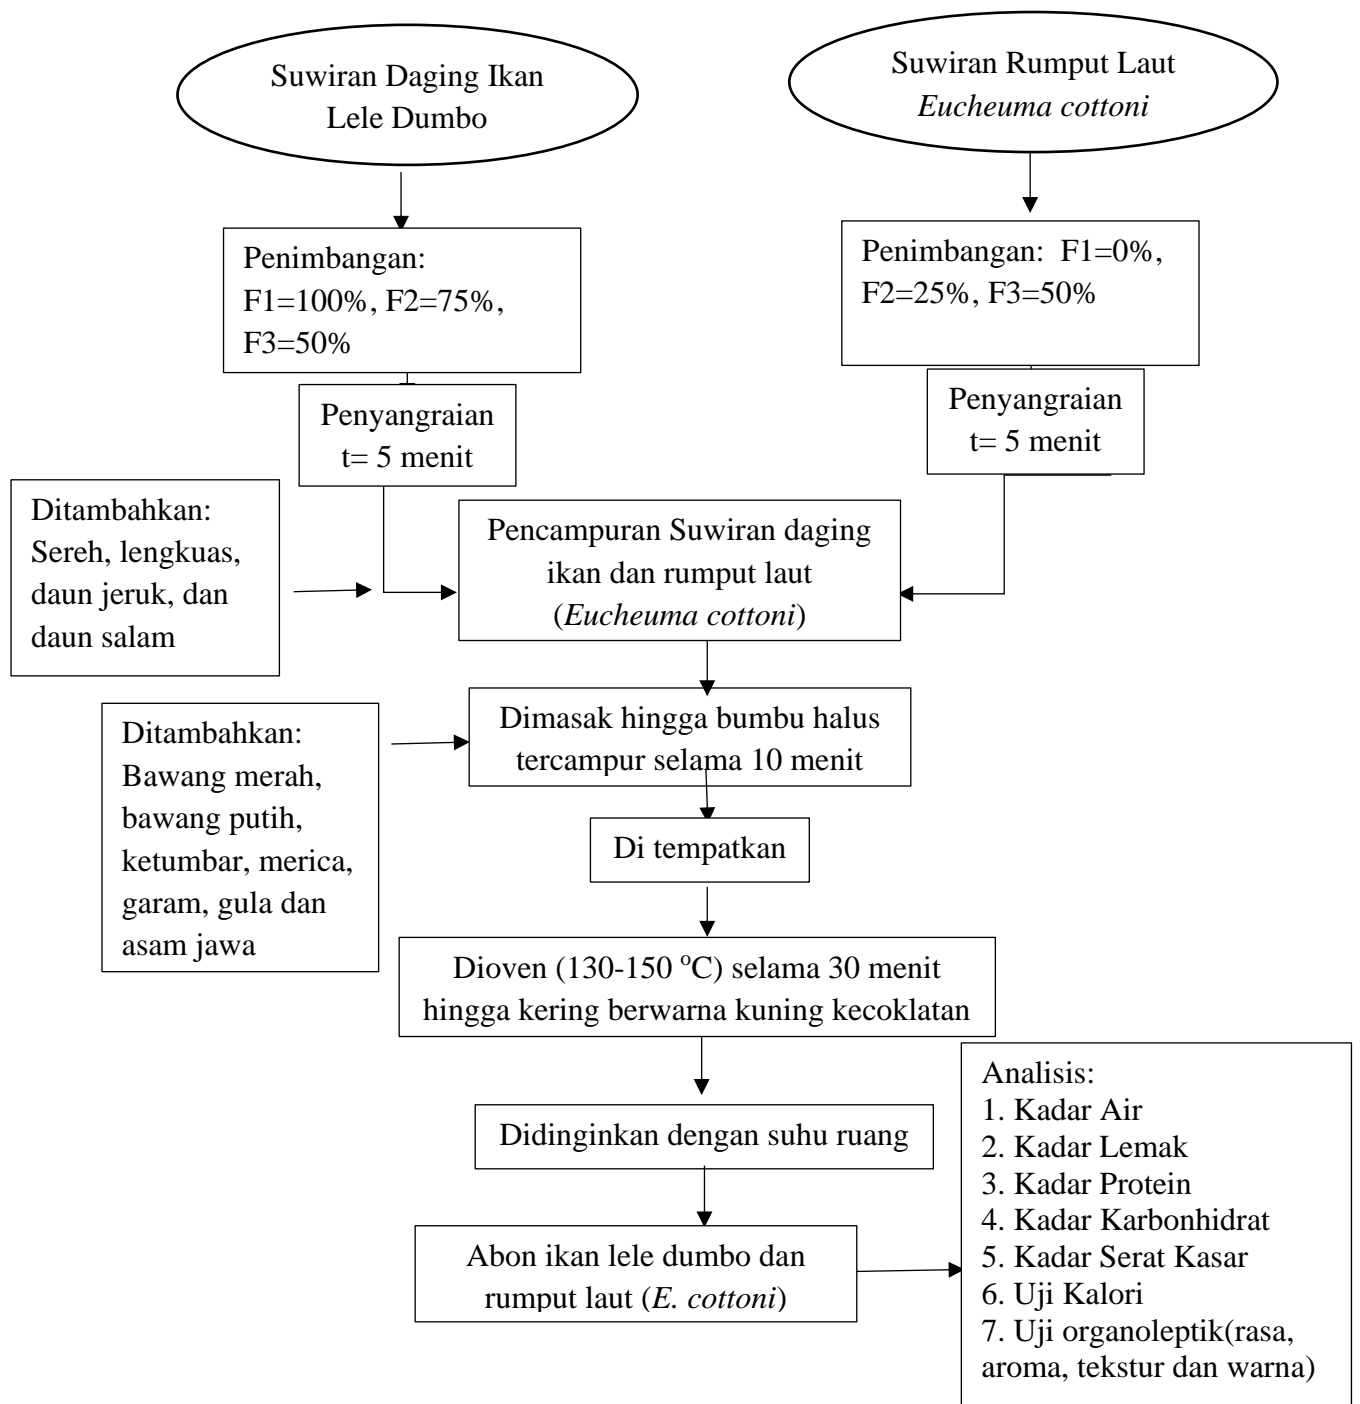 Suwiran Daging Ikan
Lele Dumbo
Suwiran Rumput Laut
Eucheuma cottoni
Penimbangan:
F1=100%, F2=75%,
F3=50%
Penimbangan: F1=0%,
F2=25%, F3=50%
Penyangraian
t= 5 menit
Penyangraian
t= 5 menit
Ditambahkan:
Sereh, lengkuas,
daun jeruk, dan
daun salam
Pencampuran Suwiran daging
ikan dan rumput laut
(Eucheuma cottoni)
Ditambahkan:
Bawang merah,
bawang putih,
ketumbar, merica,
garam, gula dan
asam jawa
Dimasak hingga bumbu halus
tercampur selama 10 menit
Di tempatkan
Dioven (130-150 °C) selama 30 menit
hingga kering berwarna kuning kecoklatan
Didinginkan dengan suhu ruang
Abon ikan lele dumbo dan
rumput laut (E. cottoni)
Analisis:
1. Kadar Air
2. Kadar Lemak
3. Kadar Protein
4. Kadar Karbonhidrat
5. Kadar Serat Kasar
6. Uji Kalori
7. Uji organoleptik(rasa,
aroma, tekstur dan warna)